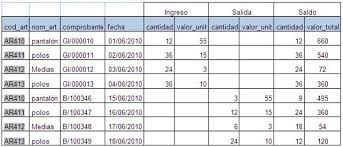 Ingreso Salida Saldo
cod_art nom_art comprobante fecha cantidad valor_unit cantidad valor_unit cantidad valor_total
AR410 pantalón GI/000010 01/06/2010 12 55 12 660
AR411 polos GI/000011 02/06/2010 36 15 36 540
AR412 Medias GI/000012 03/06/2010 24 3 24 72
AR413 polos GI/000013 04/06/2010 36 10 36 360
AR410 pantalón B/100346 15/06/2010 3 55 9 495
AR411 polos B/100347 16/06/2010 12 15 24 360
AR412 Medias B/100348 17/06/2010 6 3 18 54
AR413 polos B/100349 18/06/2010 24 10 12 120